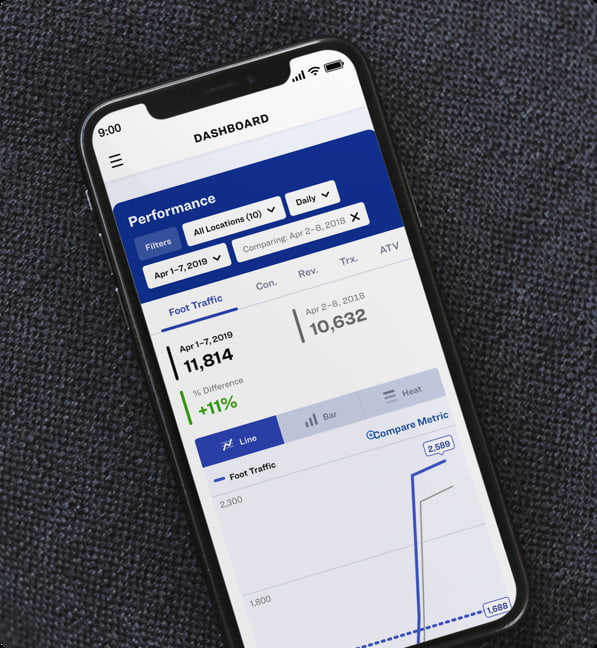 9:00
DASHBOARD
Performance
Filters
All Locations (10)
Daily
Apr 1–7, 2019
Comparing: Apr 2–8, 2018
Foot Traffic
Con.
Rev.
Trx.
ATV
Apr 1–7, 2019
11,814
Apr 2–8, 2018
10,632
% Difference
+11%
Line
Bar
Heat
Compare Metric
Foot Traffic
2,589
2,300
1,800
1,688